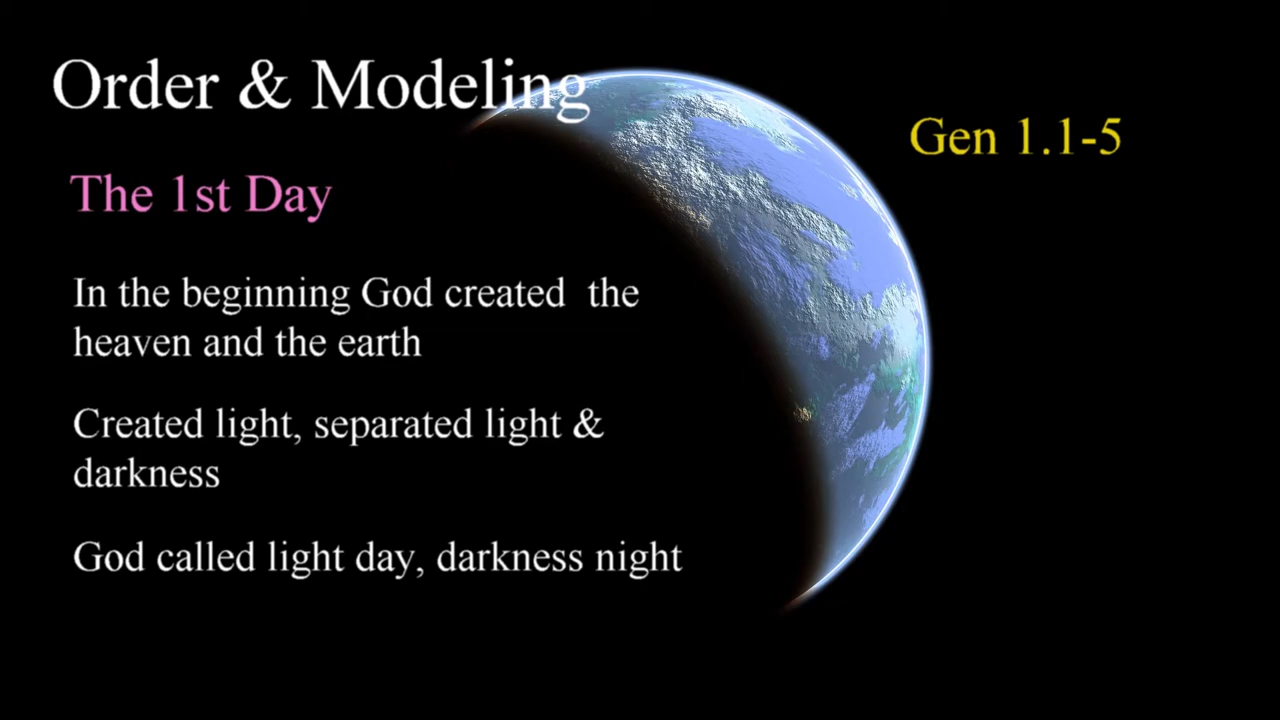 Order & Modeling
Gen 1.1-5
The 1st Day
In the beginning God created  the
heaven and the earth
Created light, separated light &
darkness
God called light day, darkness night